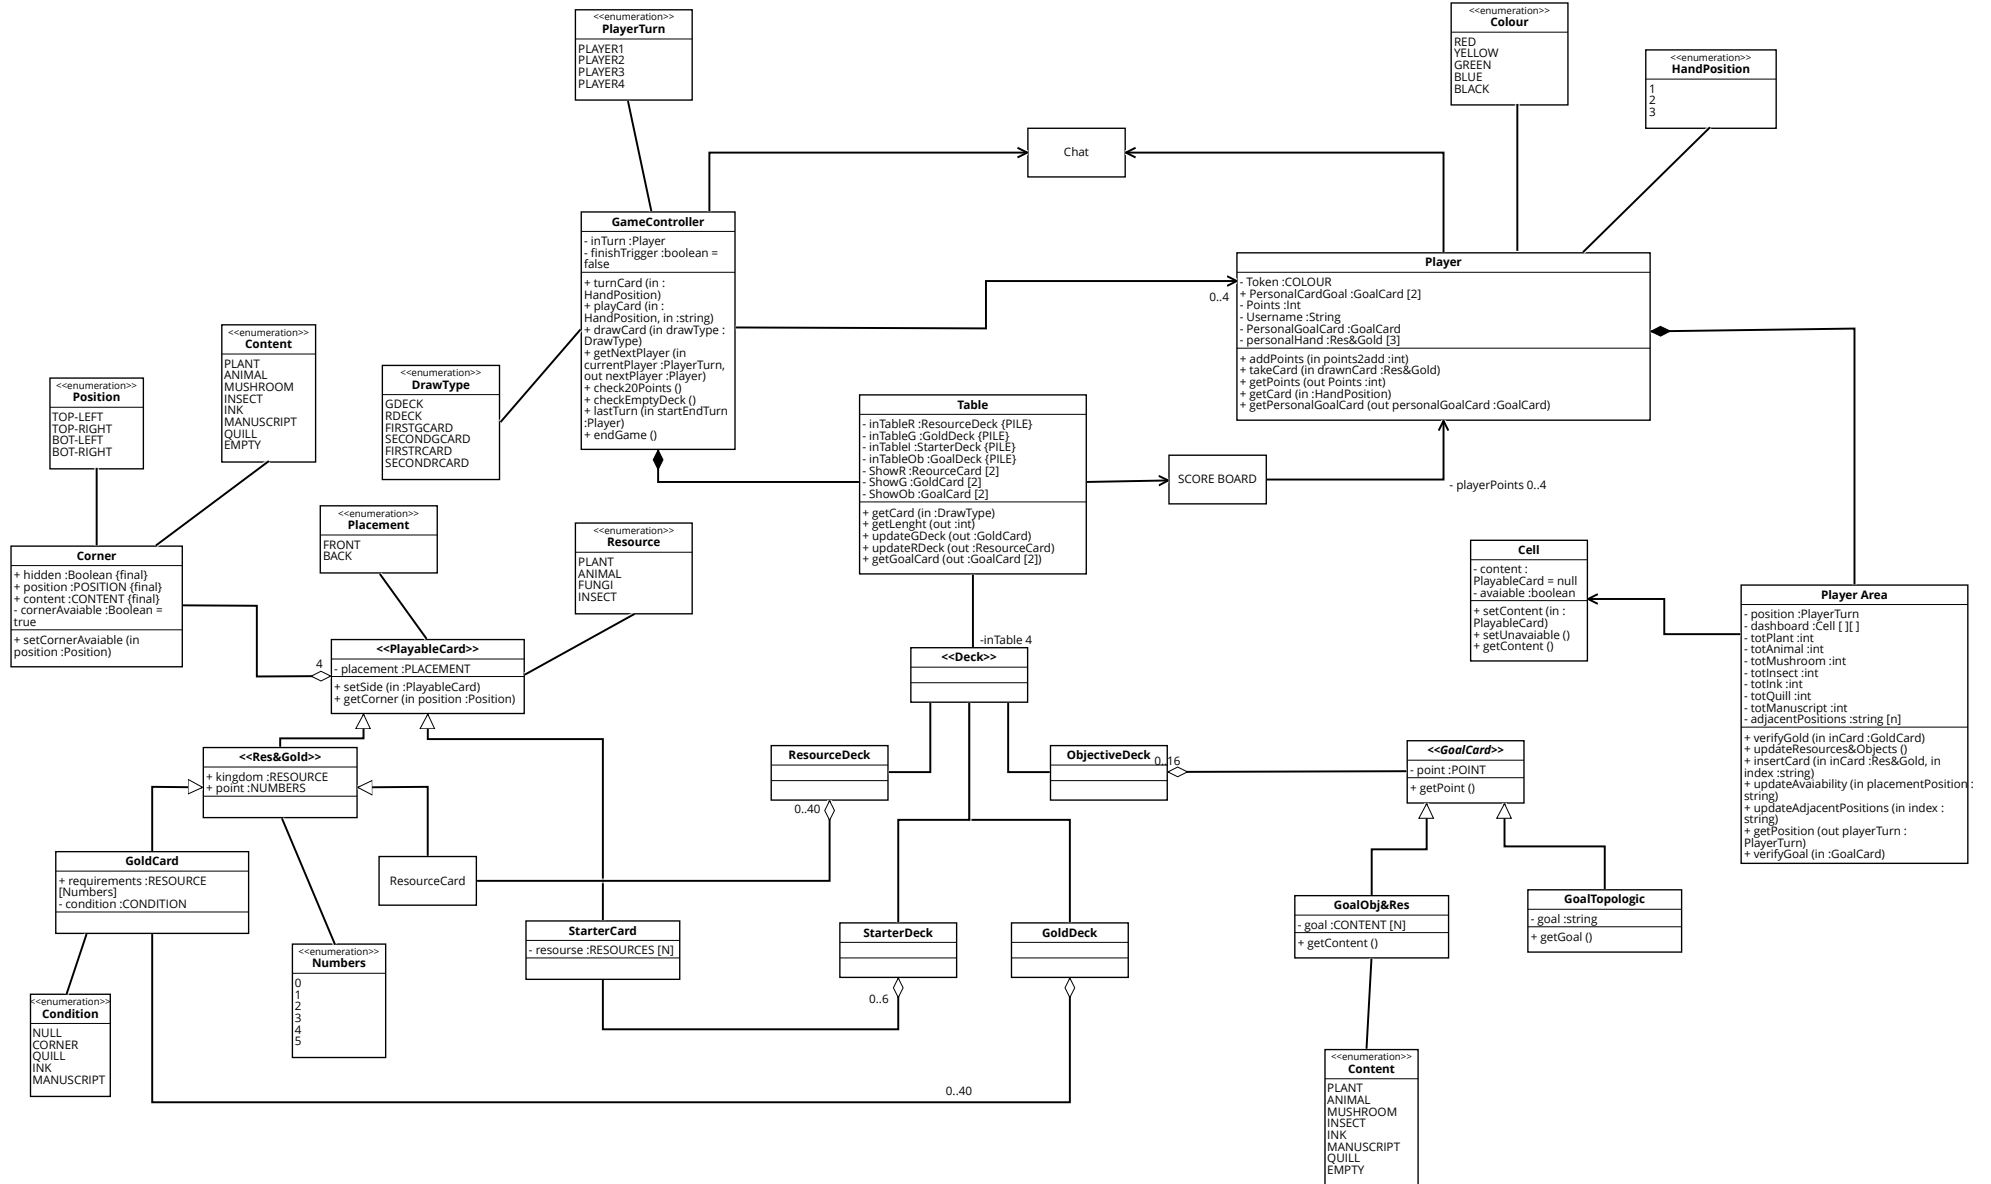 <<enumeration>>
PlayerTurn
PLAYER1
PLAYER2
PLAYER3
PLAYER4
<<enumeration>>
Colour
RED
YELLOW
GREEN
BLUE
BLACK
<<enumeration>>
HandPosition
1
2
3
Chat
GameController
- inTurn :Player
- finishTrigger :boolean =
false
+ turnCard (in :
HandPosition)
+ playCard (in :
HandPosition, in :string)
+ drawCard (in drawType :
DrawType)
+ getNextPlayer (in
currentPlayer :PlayerTurn,
out nextPlayer :Player)
+ check20Points ()
+ checkEmptyDeck ()
+ lastTurn (in startEndTurn
:Player)
+ endGame ()
0..4
Player
- Token :COLOUR
+ PersonalCardGoal :GoalCard [2]
- Points :Int
- Username :String
- PersonalGoalCard :GoalCard
- personalHand :Res&Gold [3]
+ addPoints (in points2add :int)
+ takeCard (in drawnCard :Res&Gold)
+ getPoints (out Points :int)
+ getCard (in :HandPosition)
+ getPersonalGoalCard (out personalGoalCard :GoalCard)
<<enumeration>>
Content
PLANT
ANIMAL
MUSHROOM
INSECT
INK
MANUSCRIPT
QUILL
EMPTY
<<enumeration>>
Position
TOP-LEFT
TOP-RIGHT
BOT-LEFT
BOT-RIGHT
<<enumeration>>
DrawType
GDECK
RDECK
FIRSTGCARD
SECONDGCARD
FIRSTRCARD
SECONDRCARD
Table
- inTableR :ResourceDeck {PILE}
- inTableG :GoldDeck {PILE}
- inTableI :StarterDeck {PILE}
- inTableOb :GoalDeck {PILE}
- ShowR :ReourceCard [2]
- ShowG :GoldCard [2]
- ShowOb :GoalCard [2]
+ getCard (in :DrawType)
+ getLenght (out :int)
+ updateGDeck (out :GoldCard)
+ updateRDeck (out :ResourceCard)
+ getGoalCard (out :GoalCard [2])
SCORE BOARD
- playerPoints 0..4
<<enumeration>>
Placement
FRONT
BACK
<<enumeration>>
Resource
PLANT
ANIMAL
FUNGI
INSECT
Corner
+ hidden :Boolean {final}
+ position :POSITION {final}
+ content :CONTENT {final}
- cornerAvaiable :Boolean =
true
+ setCornerAvaiable (in
position :Position)
Cell
- content :
PlayableCard = null
- avaiable :boolean
+ setContent (in :
PlayableCard)
+ setUnavaiable ()
+ getContent ()
Player Area
- position :PlayerTurn
- dashboard :Cell [ ][ ]
- totPlant :int
- totAnimal :int
- totMushroom :int
- totInsect :int
- totInk :int
- totQuill :int
- totManuscript :int
- adjacentPositions :string [n]
+ verifyGold (in inCard :GoldCard)
+ updateResources&Objects ()
+ insertCard (in inCard :Res&Gold, in
index :string)
+ updateAvaiability (in placementPosition :
string)
+ updateAdjacentPositions (in index :
string)
+ getPosition (out playerTurn :
PlayerTurn)
+ verifyGoal (in :GoalCard)
4
<<PlayableCard>>
- placement :PLACEMENT
+ setSide (in :PlayableCard)
+ getCorner (in position :Position)
-inTable 4
<<Deck>>
<<Res&Gold>>
+ kingdom :RESOURCE
+ point :NUMBERS
ResourceDeck
0..40
ObjectiveDeck
0..16
<<GoalCard>>
- point :POINT
+ getPoint ()
GoldCard
+ requirements :RESOURCE
[Numbers]
- condition :CONDITION
ResourceCard
StarterCard
- resourse :RESOURCES [N]
StarterDeck
0..6
GoldDeck
GoalObj&Res
- goal :CONTENT [N]
+ getContent ()
GoalTopologic
- goal :string
+ getGoal ()
<<enumeration>>
Condition
NULL
CORNER
QUILL
INK
MANUSCRIPT
<<enumeration>>
Numbers
0
1
2
3
4
5
0..40
<<enumeration>>
Content
PLANT
ANIMAL
MUSHROOM
INSECT
INK
MANUSCRIPT
QUILL
EMPTY